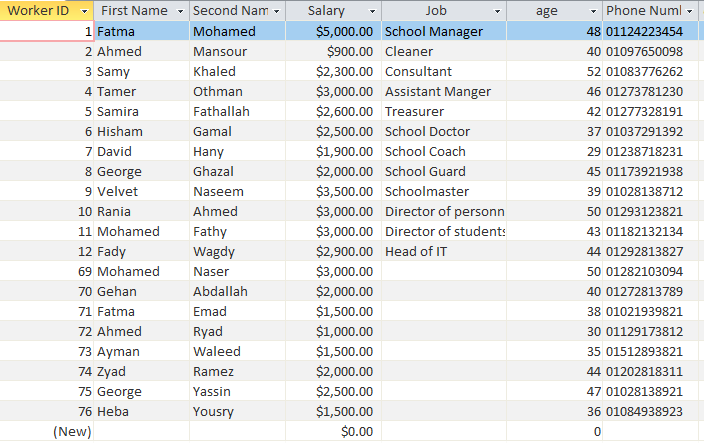 Worker ID First Name Second Nam Salary Job age Phone Numl
1 Fatma Mohamed $5,000.00 School Manager 48 01124223454
2 Ahmed Mansour $900.00 Cleaner 40 01097650098
3 Samy Khaled $2,300.00 Consultant 52 01083776262
4 Tamer Othman $3,000.00 Assistant Manger 46 01273781230
5 Samira Fathallah $2,600.00 Treasurer 42 01277328191
6 Hisham Gamal $2,500.00 School Doctor 37 01037291392
7 David Hany $1,900.00 School Coach 29 01238718231
8 George Ghazal $2,000.00 School Guard 45 01173921938
9 Velvet Naseem $3,500.00 Schoolmaster 39 01028138712
10 Rania Ahmed $3,000.00 Director of personn 50 01293123821
11 Mohamed Fathy $3,000.00 Director of students 43 01182132134
12 Fady Wagdy $2,900.00 Head of IT 44 01292813827
69 Mohamed Naser $3,000.00 50 01282103094
70 Gehan Abdallah $2,000.00 40 01272813789
71 Fatma Emad $1,500.00 38 01021939821
72 Ahmed Ryad $1,000.00 30 01129173812
73 Ayman Waleed $1,500.00 35 01512893821
74 Zyad Ramez $2,000.00 44 01202818311
75 George Yassin $2,500.00 47 01028138921
76 Heba Yousry $1,500.00 36 01084938923
(New) $0.00 0